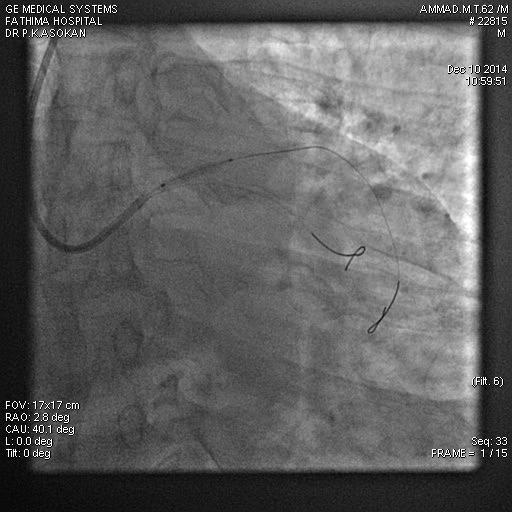 GE MEDICAL SYSTEMS
FATHIMA HOSPITAL
DR P.K.ASOKAN
AMMAD.M.T.62 /M
# 22815
M
Dec 10 2014
10:59:51
(Filt. 6)
FOV: 17x17 cm
RAO: 2.8 deg
CAU: 40.1 deg
L: 0.0 deg
Tilt: 0 deg
Seq: 33
FRAME = 1 / 15